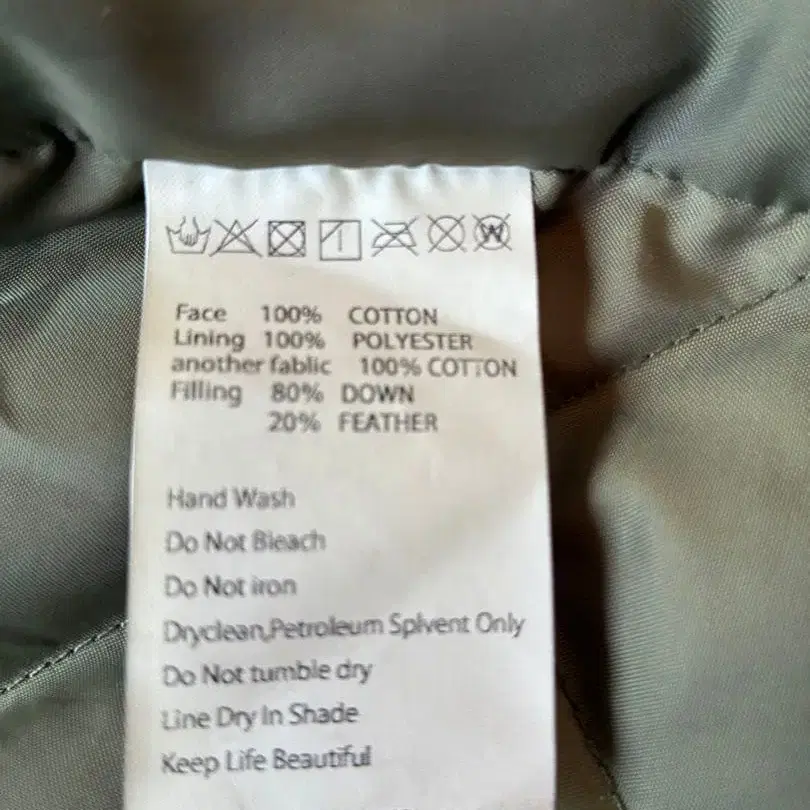 W
Face 100% COTTON
Lining 100% POLYESTER
another fablic 100% COTTON
Filling 80% DOWN
20% FEATHER
Hand Wash
Do Not Bleach
Do Not iron
Dryclean,Petroleum Splvent Only
Do Not tumble dry
Line Dry In Shade
Keep Life Beautiful